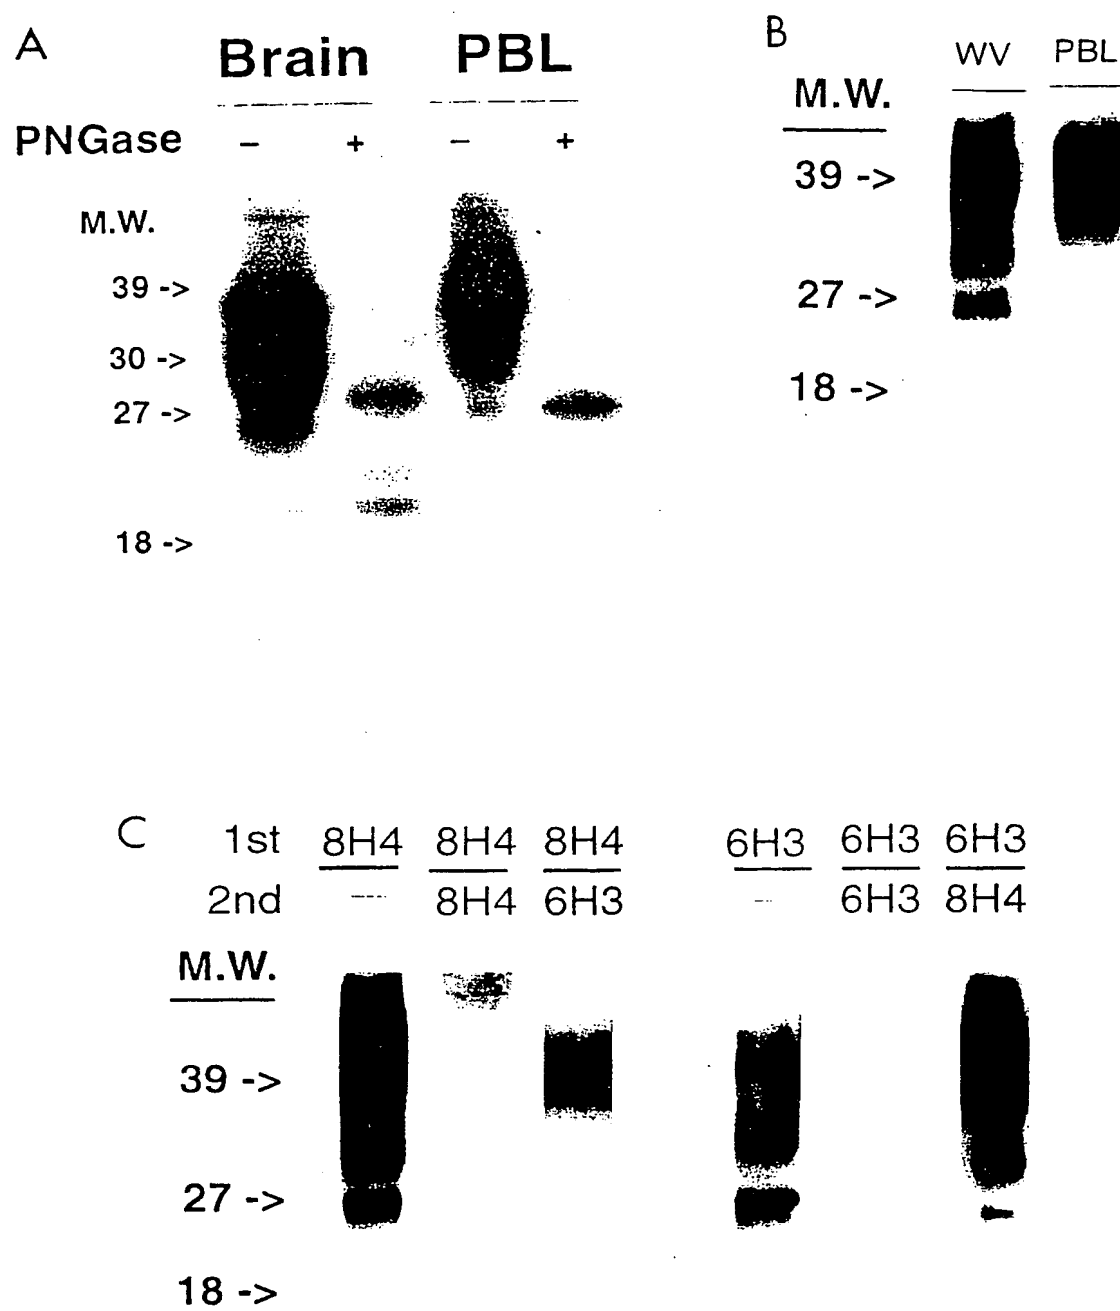 A
Brain PBL
PNGase - + - +
M.W.
39 ->
30 ->
27 ->
18 ->
B
WV PBL
M.W.
39 ->
27 ->
18 ->
C
1st 8H4 8H4 8H4 6H3 6H3 6H3
2nd --- 8H4 6H3 -- 6H3 8H4
M.W.
39 ->
27 ->
18 ->